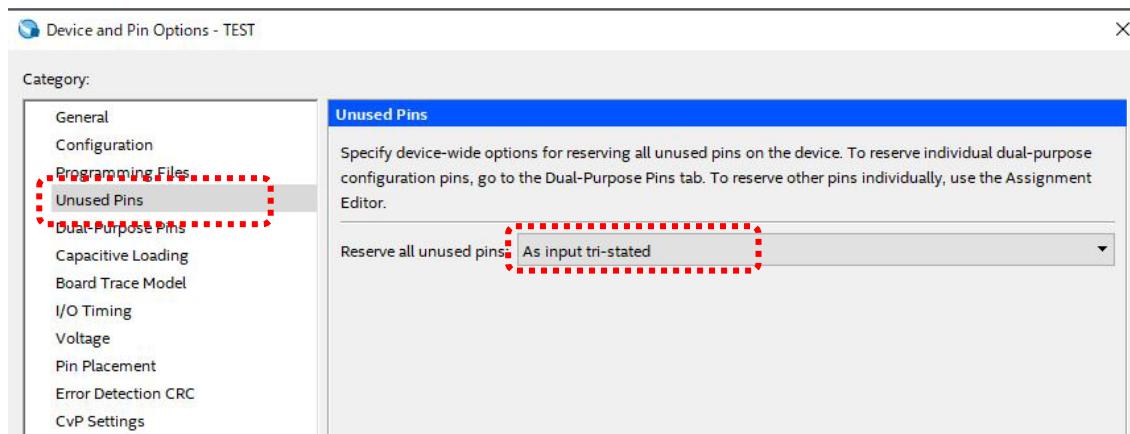 Device and Pin Options - TEST
Category:
General
Configuration
Programming Files
Unused Pins
Dual-Purpose Pins
Capacitive Loading
Board Trace Model
I/O Timing
Voltage
Pin Placement
Error Detection CRC
CvP Settings
Unused Pins
Specify device-wide options for reserving all unused pins on the device. To reserve individual dual-purpose
configuration pins, go to the Dual-Purpose Pins tab. To reserve other pins individually, use the Assignment
Editor.
Reserve all unused pins: As input tri-stated